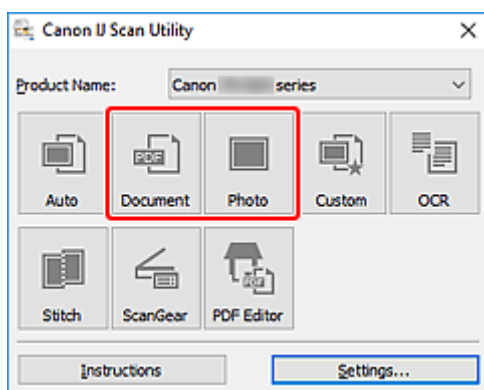 Canon IJ Scan Utility
Product Name: Canon series
Auto Document Photo Custom OCR
PDF
Stitch ScanGear PDF Editor
Instructions Settings...